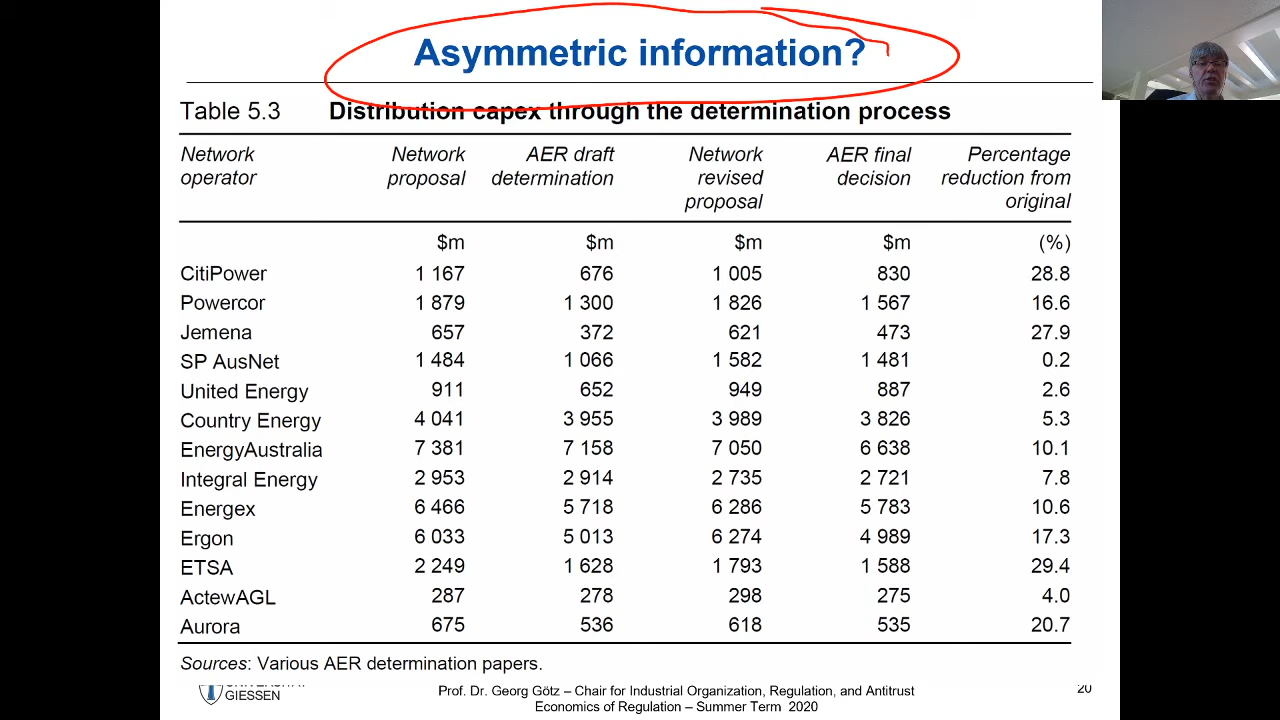 Asymmetric information?
Table 5.3 Distribution capex through the determination process
Network operator Network proposal AER draft determination Network revised proposal AER final decision Percentage reduction from original
$m $m $m $m (%)
CitiPower 1 167 676 1 005 830 28.8
Powercor 1 879 1 300 1 826 1 567 16.6
Jemena 657 372 621 473 27.9
SP AusNet 1 484 1 066 1 582 1 481 0.2
United Energy 911 652 949 887 2.6
Country Energy 4 041 3 955 3 989 3 826 5.3
EnergyAustralia 7 381 7 158 7 050 6 638 10.1
Integral Energy 2 953 2 914 2 735 2 721 7.8
Energex 6 466 5 718 6 286 5 783 10.6
Ergon 6 033 5 013 6 274 4 989 17.3
ETSA 2 249 1 628 1 793 1 588 29.4
ActewAGL 287 278 298 275 4.0
Aurora 675 536 618 535 20.7
Sources: Various AER determination papers.
GIESSEN
Prof. Dr. Georg Götz – Chair for Industrial Organization, Regulation, and Antitrust
Economics of Regulation – Summer Term 2020
20